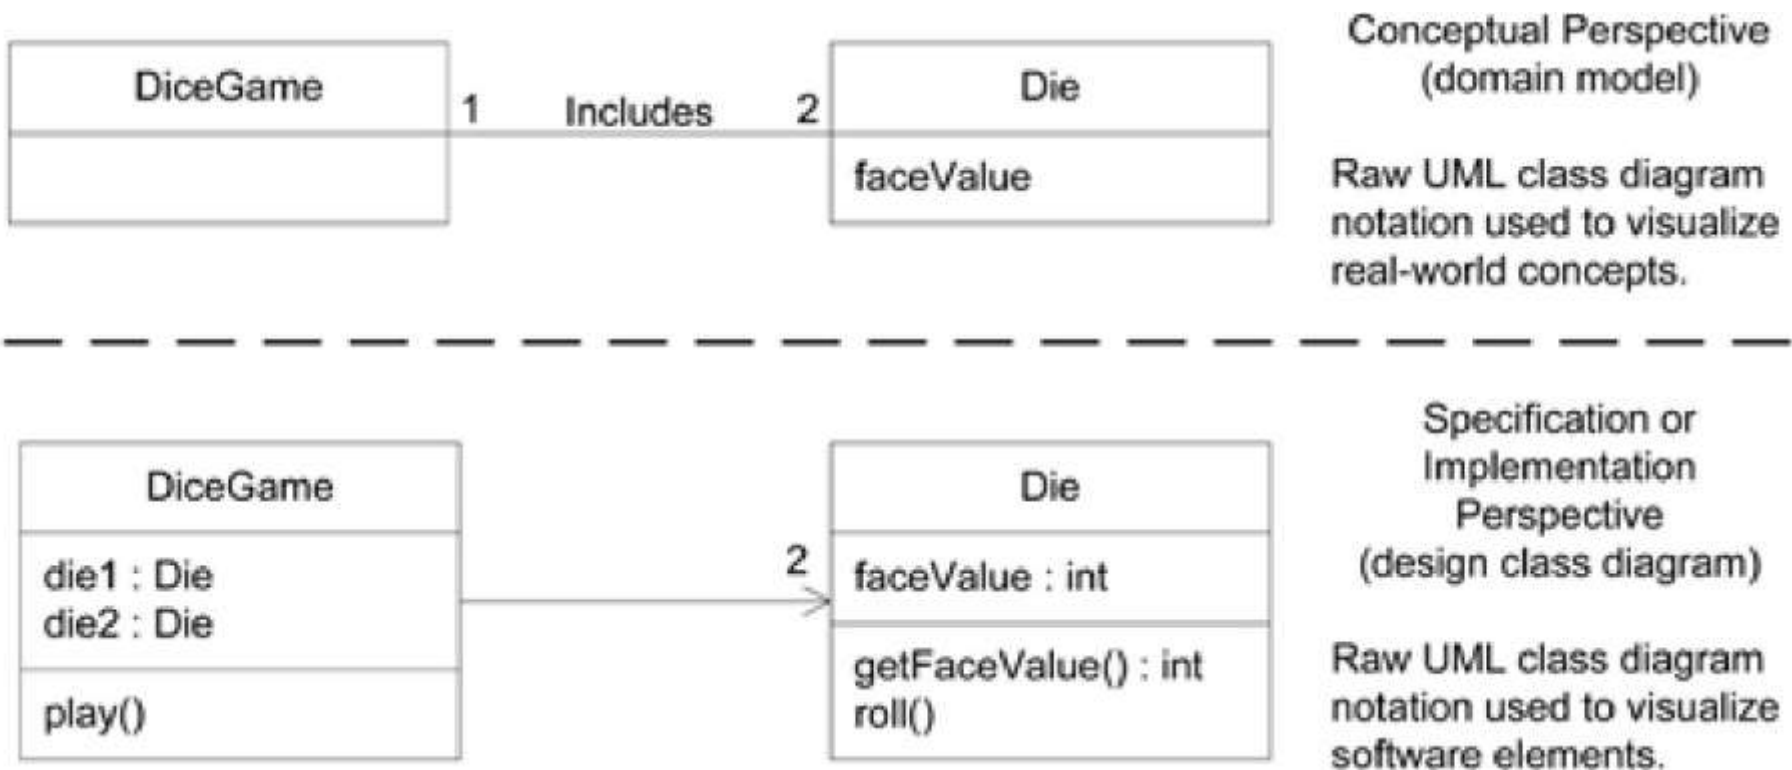 DiceGame
1
Includes
2
Die
faceValue
Conceptual Perspective
(domain model)
Raw UML class diagram
notation used to visualize
real-world concepts.
DiceGame
die1 : Die
die2 : Die
play()
2
Die
faceValue : int
getFaceValue() : int
roll()
Specification or
Implementation
Perspective
(design class diagram)
Raw UML class diagram
notation used to visualize
software elements.